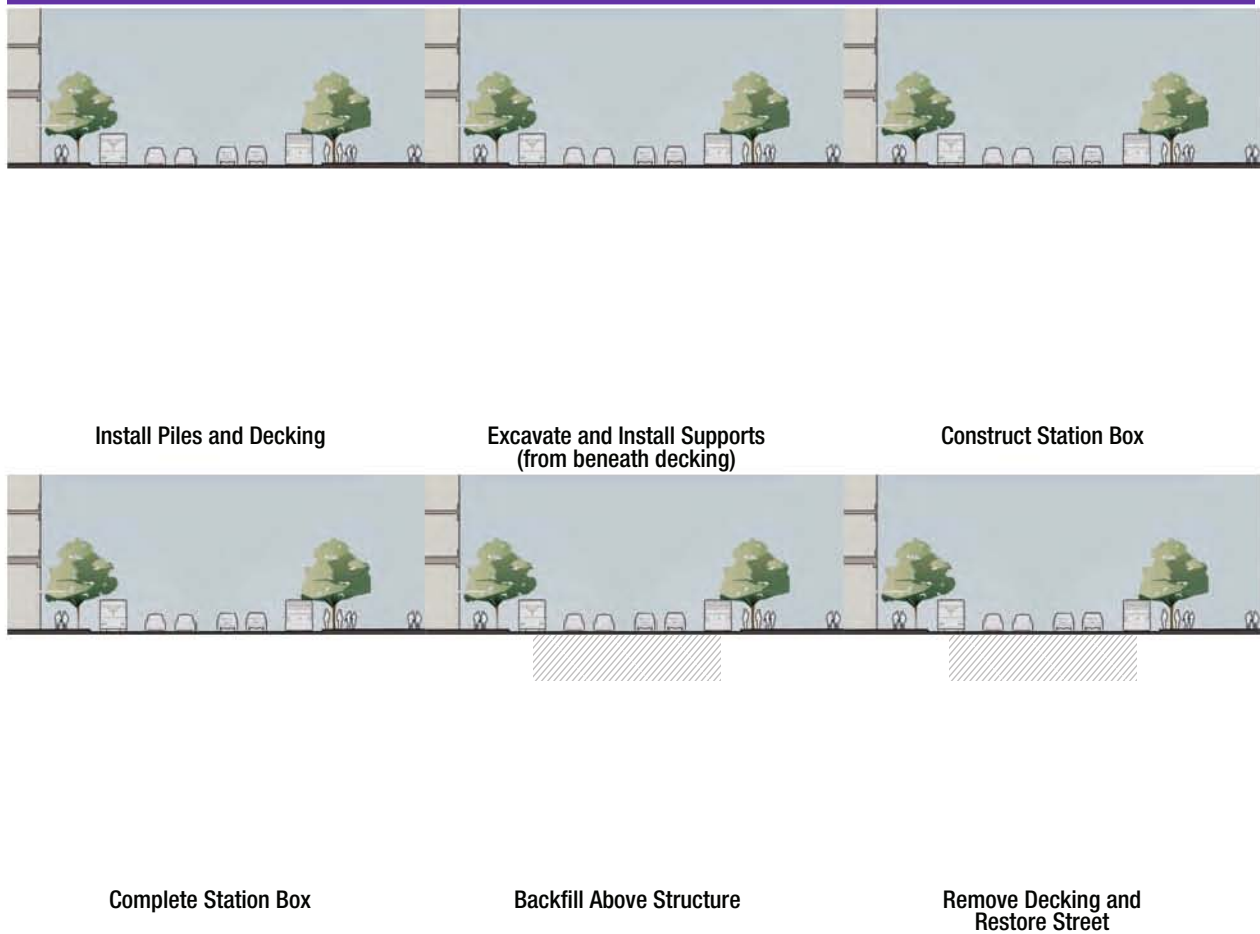 Install Piles and Decking
Excavate and Install Supports
(from beneath decking)
Construct Station Box
Complete Station Box
Backfill Above Structure
Remove Decking and
Restore Street